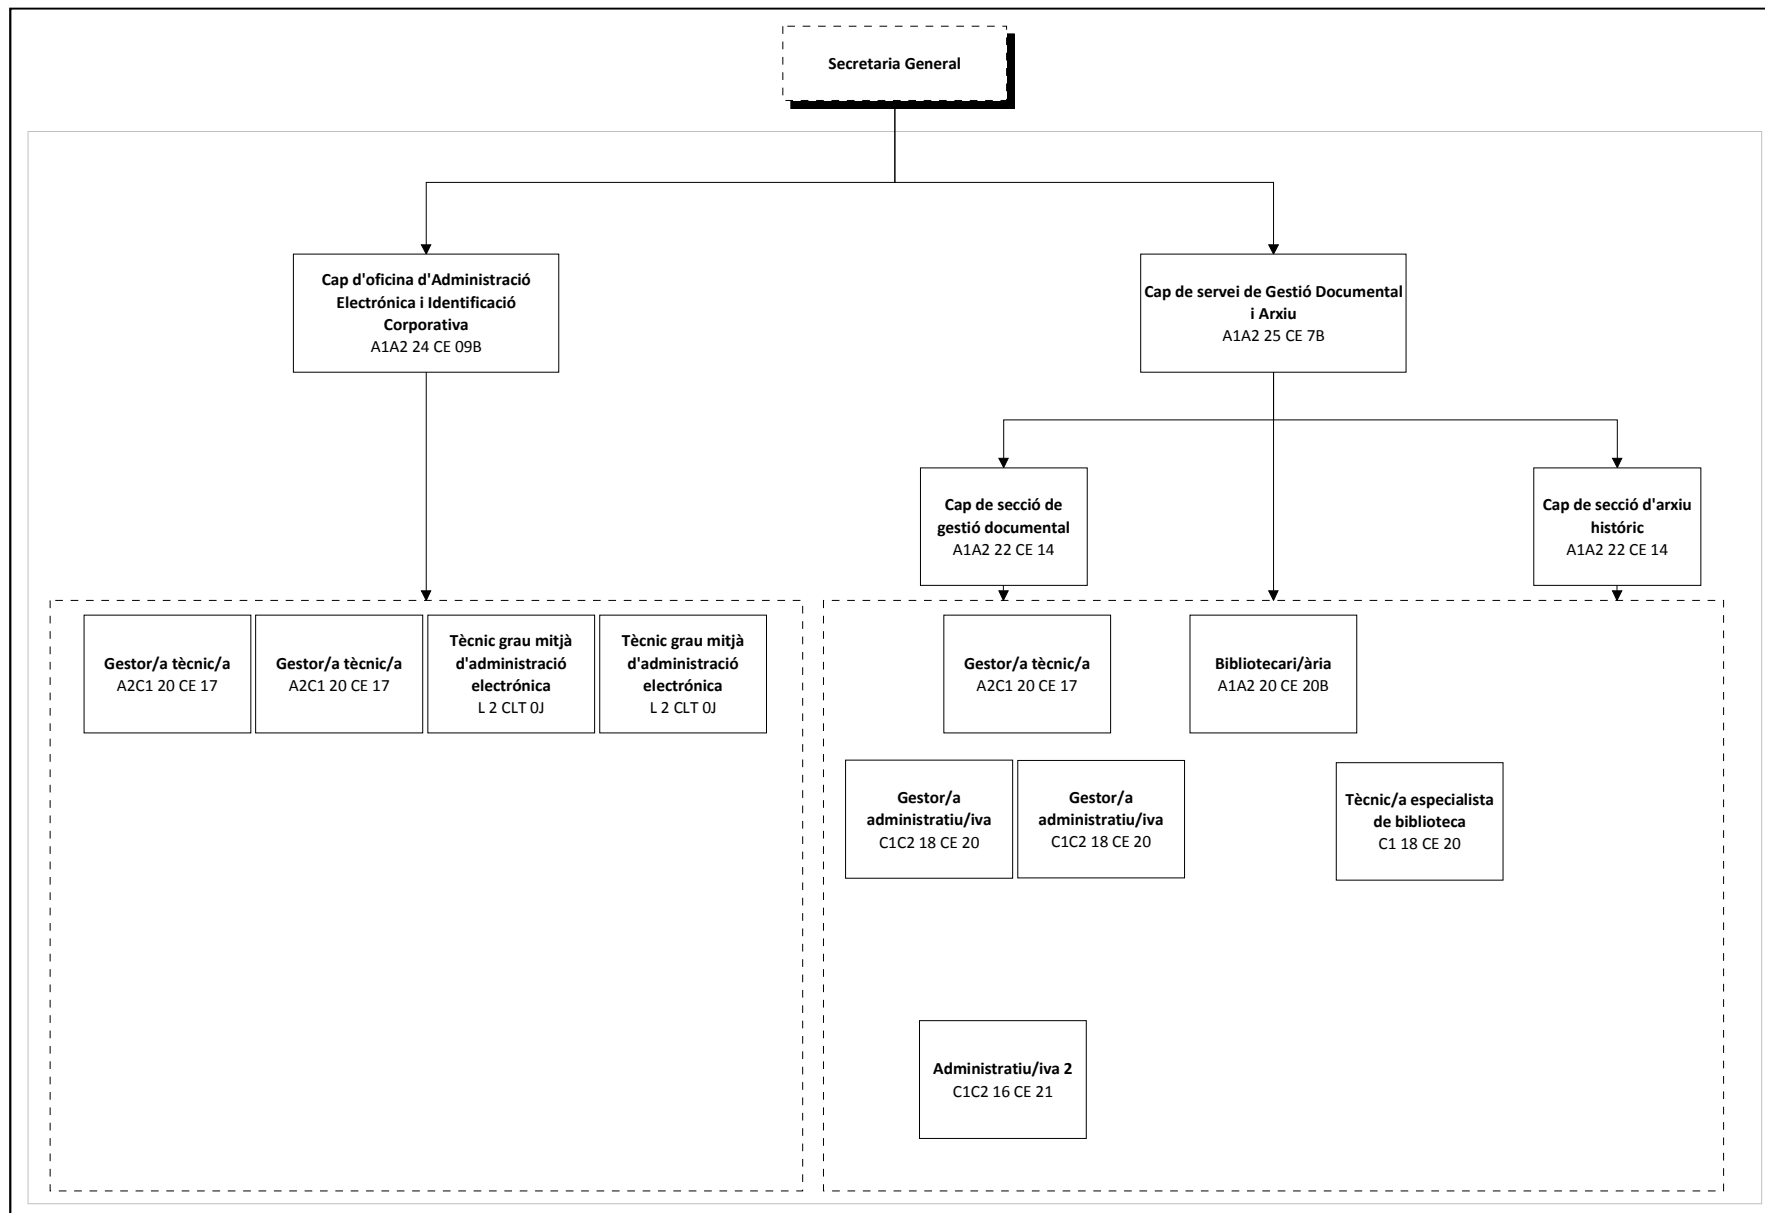 Secretaria General
Cap d'oficina d'Administració
Electrónica i Identificació
Corporativa
A1A2 24 CE 09B
Cap de servei de Gestió Documental
i Arxiu
A1A2 25 CE 7B
Cap de secció de
gestió documental
A1A2 22 CE 14
Cap de secció d'arxiu
históric
A1A2 22 CE 14
Gestor/a tècnic/a
A2C1 20 CE 17
Gestor/a tècnic/a
A2C1 20 CE 17
Tècnic grau mitjà
d'administració
electrónica
L 2 CLT 0J
Tècnic grau mitjà
d'administració
electrónica
L 2 CLT 0J
Gestor/a tècnic/a
A2C1 20 CE 17
Bibliotecari/ària
A1A2 20 CE 20B
Gestor/a
administratiu/iva
C1C2 18 CE 20
Gestor/a
administratiu/iva
C1C2 18 CE 20
Tècnic/a especialista
de biblioteca
C1 18 CE 20
Administratiu/iva 2
C1C2 16 CE 21